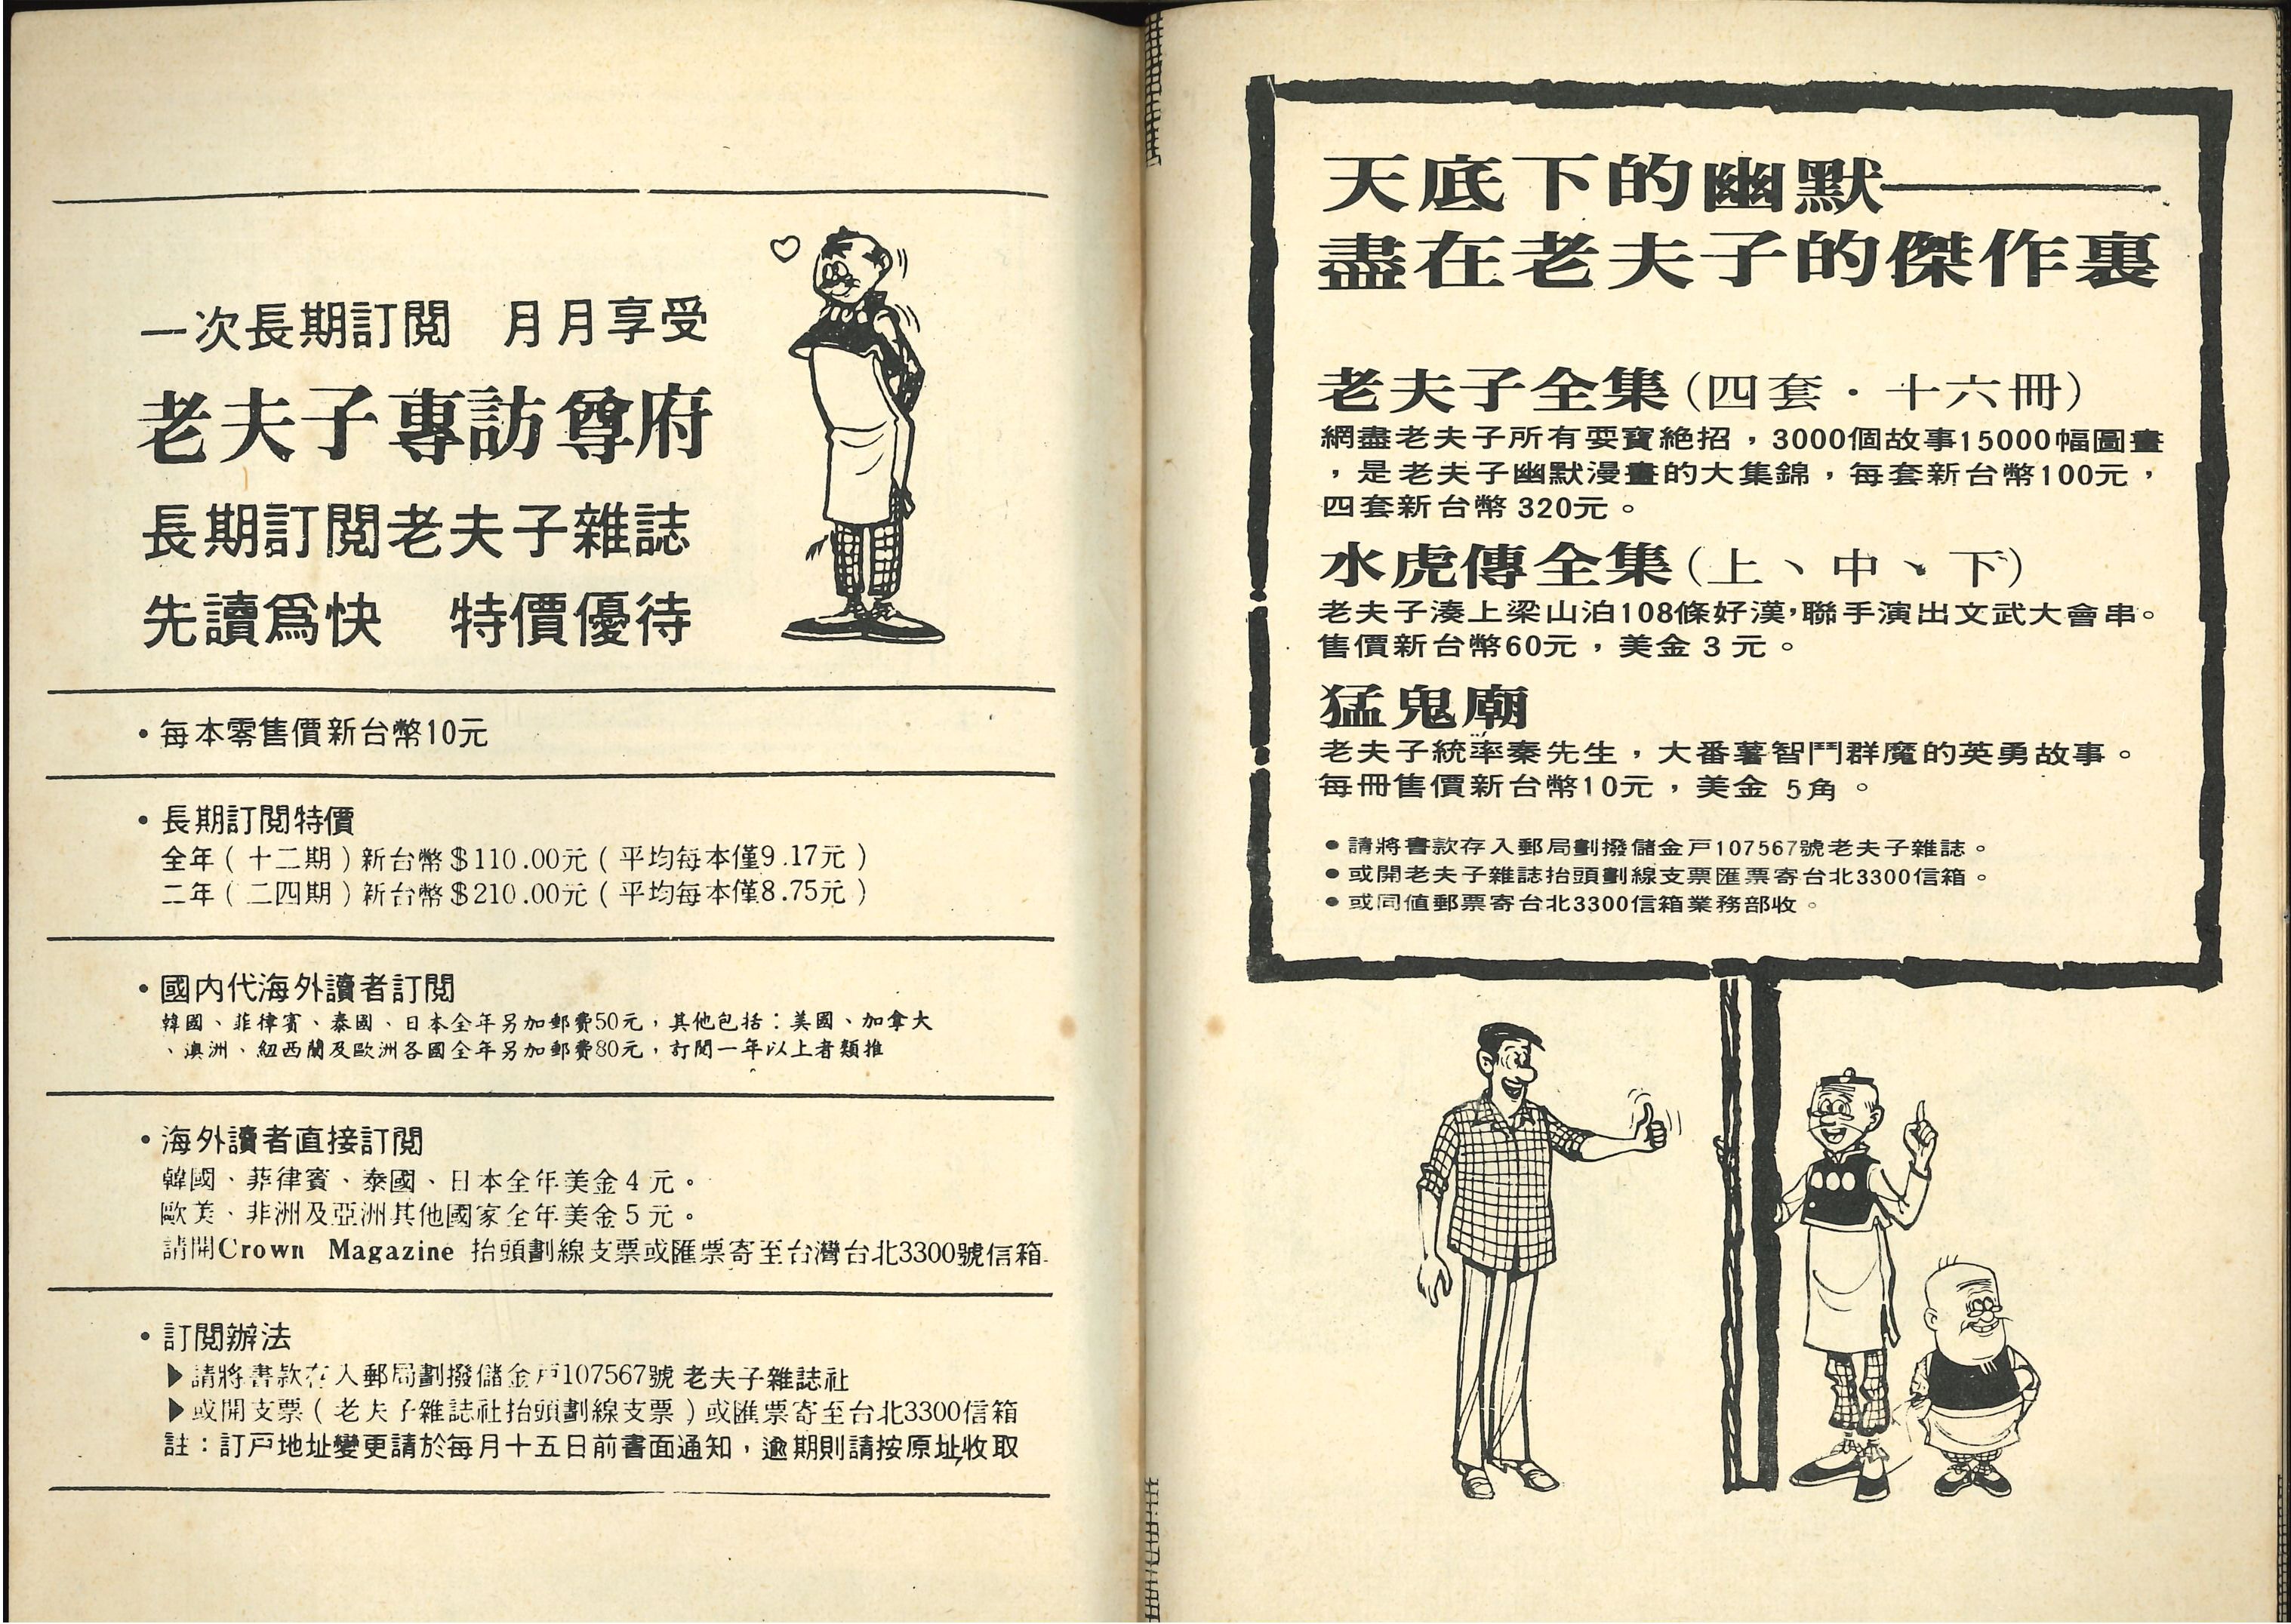 一次長期訂閱　月月享受
老夫子專訪尊府
長期訂閱老夫子雜誌
先讀爲快　特價優待
•每本零售價新台幣10元
•長期訂閱特價
全年（十二期）新台幣$110.00元（平均每本僅9.17元）
二年（二四期）新台幣$210.00元（平均每本僅8.75元）
•國內代海外讀者訂閱
韓國、菲律賓、泰國、日本全年另加郵費50元，其他包括：美國、加拿大
、澳洲、紐西蘭及歐洲各國全年另加郵費80元，訂閱一年以上者類推
•海外讀者直接訂閱
韓國、菲律賓、泰國、日本全年美金4元。
歐美、非洲及亞洲其他國家全年美金5元。
請開Crown Magazine 抬頭劃線支票或匯票寄至台灣台北3300號信箱
•訂閱辦法
▶請將書款存入郵局劃撥儲金戶107567號 老夫子雜誌社
▶或開支票（老夫子雜誌社抬頭劃線支票）或匯票寄至台北3300信箱
註：訂戶地址變更請於每月十五日前書面通知，逾期則請按原址收取
天底下的幽默——
盡在老夫子的傑作裏
老夫子全集（四套・十六冊）
網盡老夫子所有耍寶絶招，3000個故事15000幅圖畫
，是老夫子幽默漫畫的大集錦，每套新台幣100元，
四套新台幣320元。
水虎傳全集（上、中、下）
老夫子湊上梁山泊108條好漢，聯手演出文武大會串。
售價新台幣60元，美金3元。
猛鬼廟
老夫子統率秦先生，大番薯智鬥群魔的英勇故事。
每冊售價新台幣10元，美金 5角。
●請將書款存入郵局劃撥儲金戶107567號老夫子雜誌。
●或開老夫子雜誌抬頭劃線支票匯票寄台北3300信箱。
●或同值郵票寄台北3300信箱業務部收。